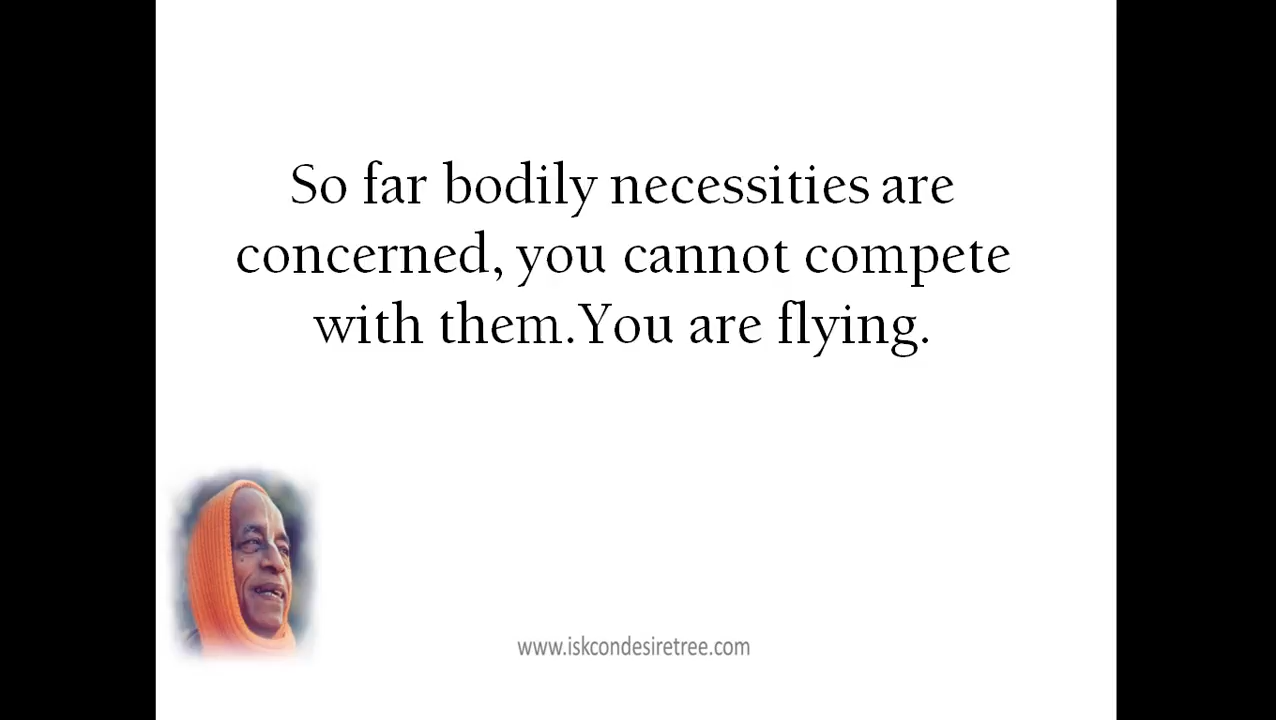 So far bodily necessities are
concerned, you cannot compete
with them.You are flying.
www.iskcondesiretree.com